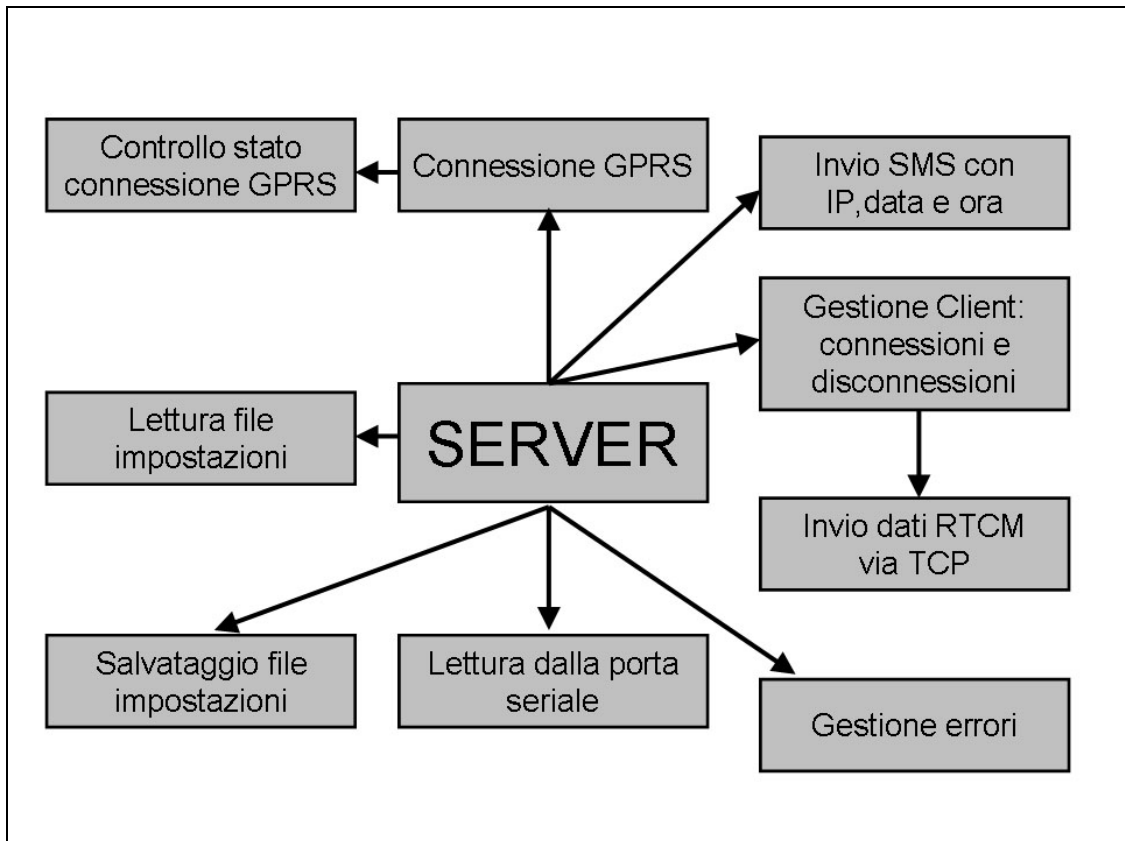 Controllo stato
connessione GPRS
Connessione GPRS
Invio SMS con
IP,data e ora
Gestione Client:
connessioni e
disconnessioni
Lettura file
impostazioni
SERVER
Invio dati RTCM
via TCP
Salvataggio file
impostazioni
Lettura dalla porta
seriale
Gestione errori